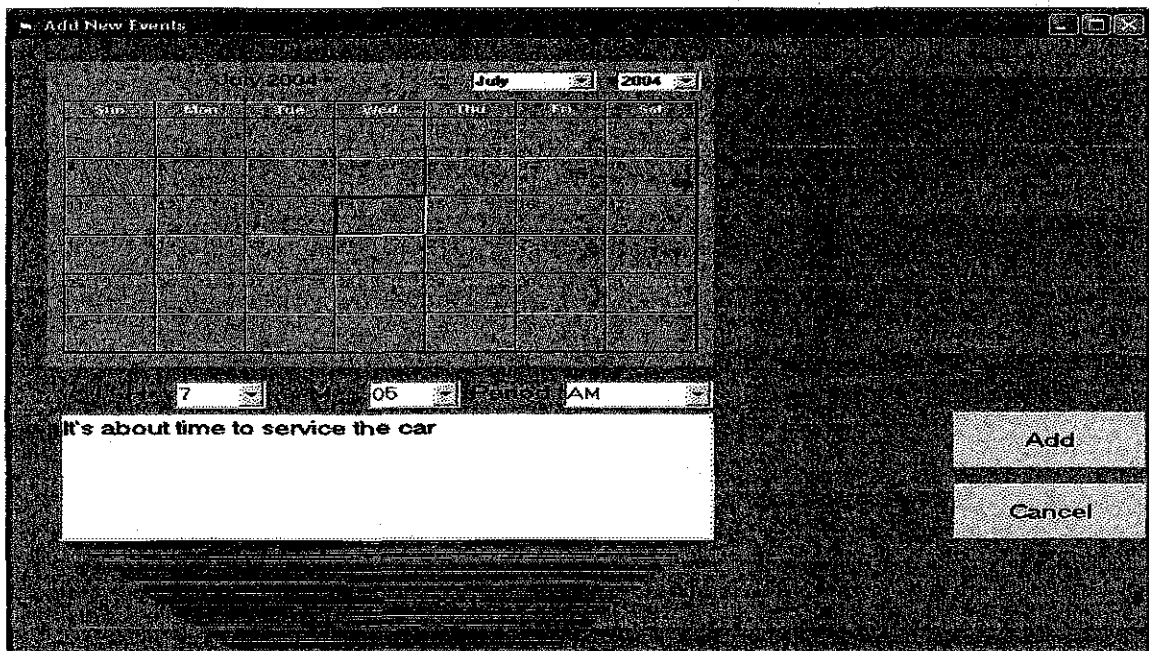 Add New Events
July 2004 July 2004
Sun Mon Tue Wed Thu Fri Sat
7 05 Period AM
It's about time to service the car
Add
Cancel